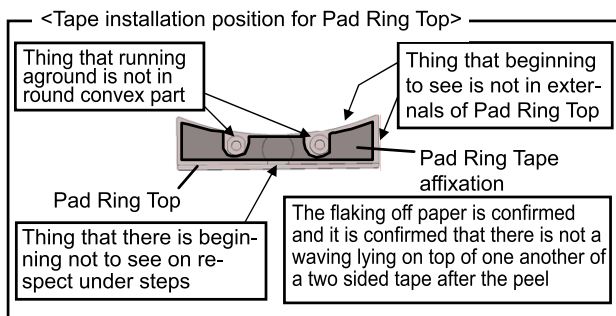 <Tape installation position for Pad Ring Top>
Thing that running
aground is not in
round convex part
Thing that beginning
to see is not in exter-
nals of Pad Ring Top
Pad Ring Tape
affixation
Pad Ring Top
Thing that there is begin-
ning not to see on re-
spect under steps
The flaking off paper is confirmed
and it is confirmed that there is not a
waving lying on top of one another of
a two sided tape after the peel